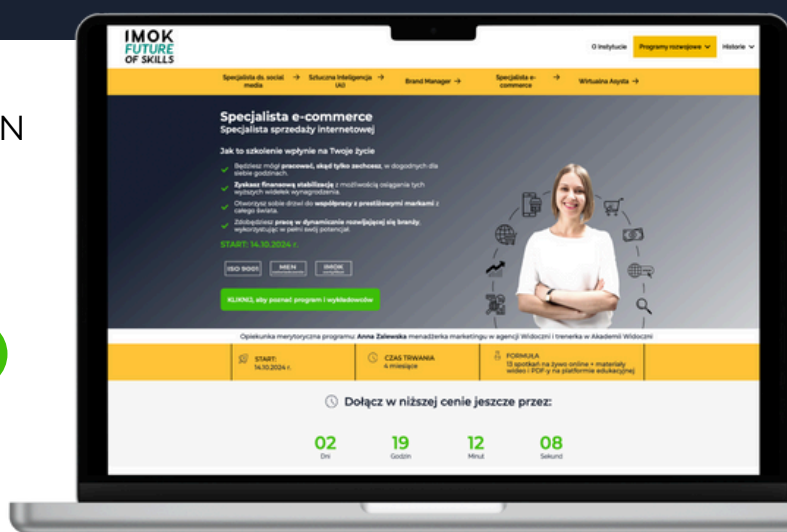 IMOK
FUTURE
OF SKILLS
O instytucie Programy rozwojowe Historie
Specjalista ds. social media → Sztuczna Inteligencja (AI) → Brand Manager → Specjalista e-commerce → Wirtualna Asysta →
N
Specjalista e-commerce
Specjalista sprzedaży internetowej
Jak to szkolenie wpłynie na Twoje życie
Będziesz mógł pracować, skąd tylko zechcesz, w dogodnych dla
siebie godzinach.
Zyskasz finansową stabilizację z możliwością osiągania tych
wyższych widełek wynagrodzenia.
Otworzysz sobie drzwi do współpracy z prestiżowymi markami z
całego świata.
Zdobędziesz pracę w dynamicznie rozwijającej się branży,
wykorzystując w pełni swój potencjał.
START: 14.10.2024 r.
ISO 9001 MEN IMOK
KLIKNIJ, aby poznać program i wykładowców
Opiekunka merytoryczna programu: Anna Zalewska menadżerka marketingu w agencji Widoczni i trenerka w Akademii Widoczni
START:
14.10.2024 r.
CZAS TRWANIA
4 miesiące
FORMUŁA
13 spotkań na żywo online + materiały
wideo i PDF-y na platformie edukacyjnej
Dołącz w niższej cenie jeszcze przez:
02 19 12 08
Dni Godzin Minut Sekund